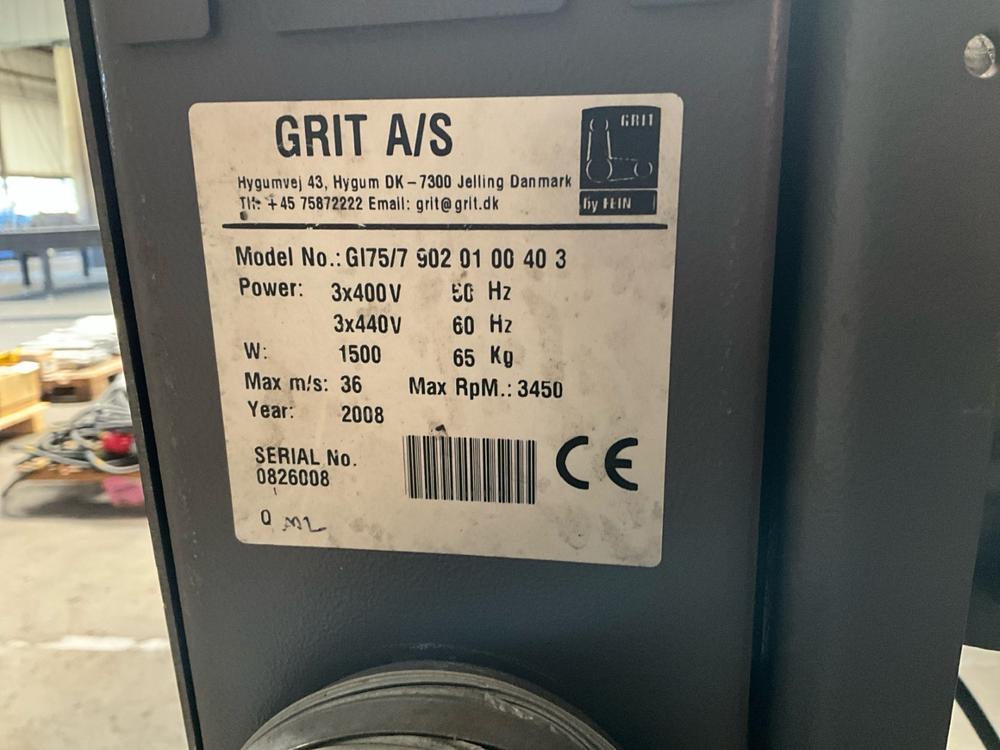 GRIT A/S
GRIT
by FEIN
Hygumvej 43, Hygum DK – 7300 Jelling Danmark
Tlf: +45 75872222 Email: grit@grit.dk
Model No.: GI75/7 902 01 00 40 3
Power: 3x400V 50 Hz
3x440V 60 Hz
W: 1500 65 Kg
Max m/s: 36 Max RpM.: 3450
Year: 2008
SERIAL No.
0826008
CE
Q